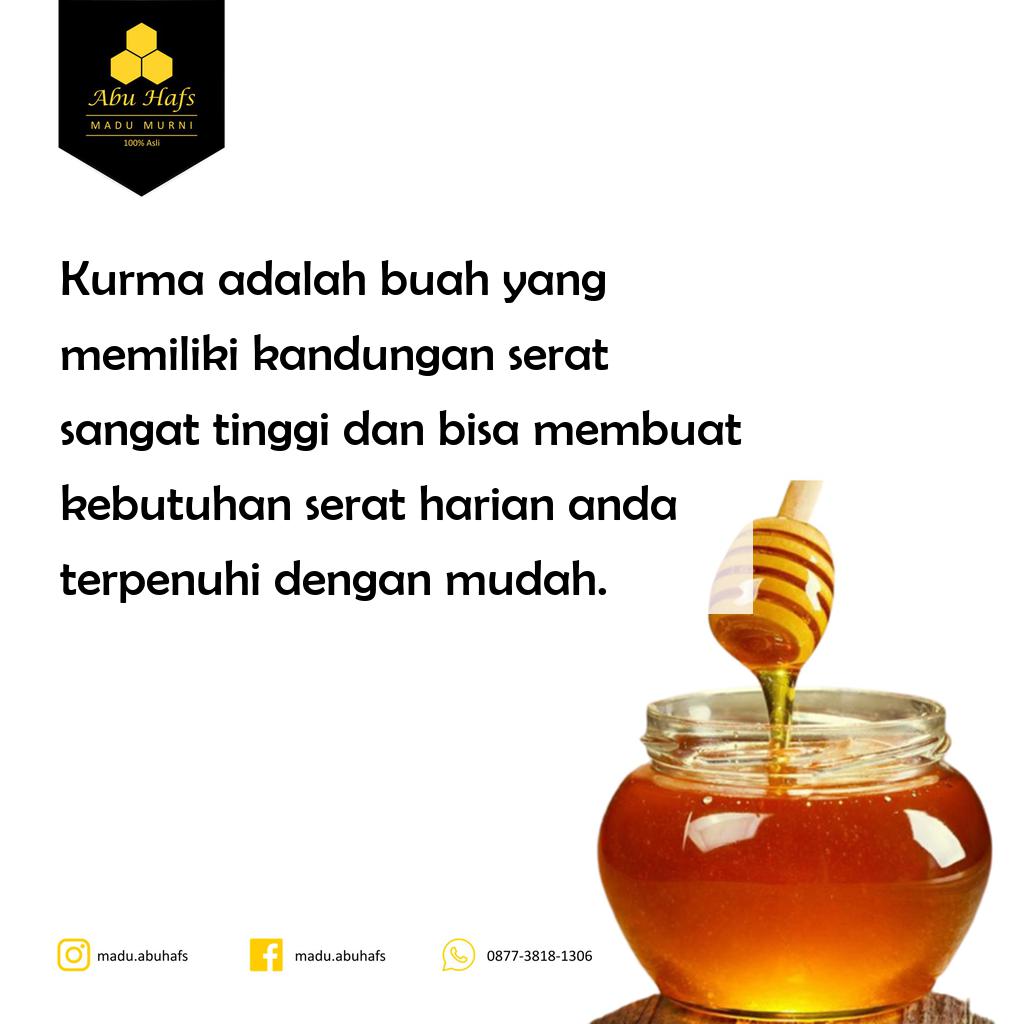 Abu Hafs
MADU MURNI
100% Asli
Kurma adalah buah yang
memiliki kandungan serat
sangat tinggi dan bisa membuat
kebutuhan serat harian anda
terpenuhi dengan mudah.
madu.abuhafs
madu.abuhafs
0877-3818-1306